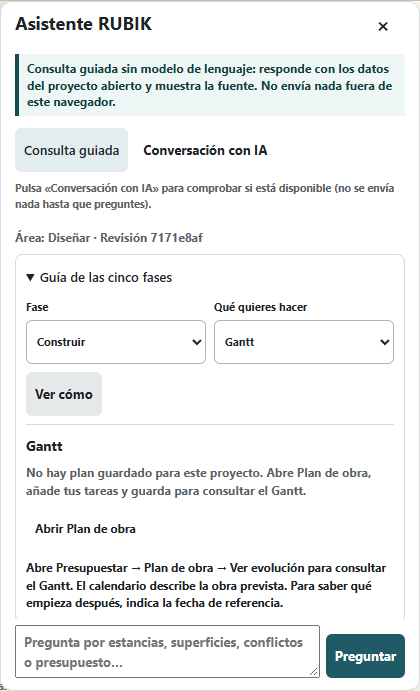 Asistente RUBIK
×
Consulta guiada sin modelo de lenguaje: responde con los datos
del proyecto abierto y muestra la fuente. No envía nada fuera de
este navegador.
Consulta guiada
Conversación con IA
Pulsa «Conversación con IA» para comprobar si está disponible (no se envía
nada hasta que preguntes).
Área: Diseñar · Revisión 7171e8af
▼ Guía de las cinco fases
Fase
Qué quieres hacer
Construir
Gantt
Ver cómo
Gantt
No hay plan guardado para este proyecto. Abre Plan de obra,
añade tus tareas y guarda para consultar el Gantt.
Abrir Plan de obra
Abre Presupuestar → Plan de obra → Ver evolución para consultar
el Gantt. El calendario describe la obra prevista. Para saber qué
empieza después, indica la fecha de referencia.
Pregunta por estancias, superficies, conflictos
o presupuesto...
Preguntar